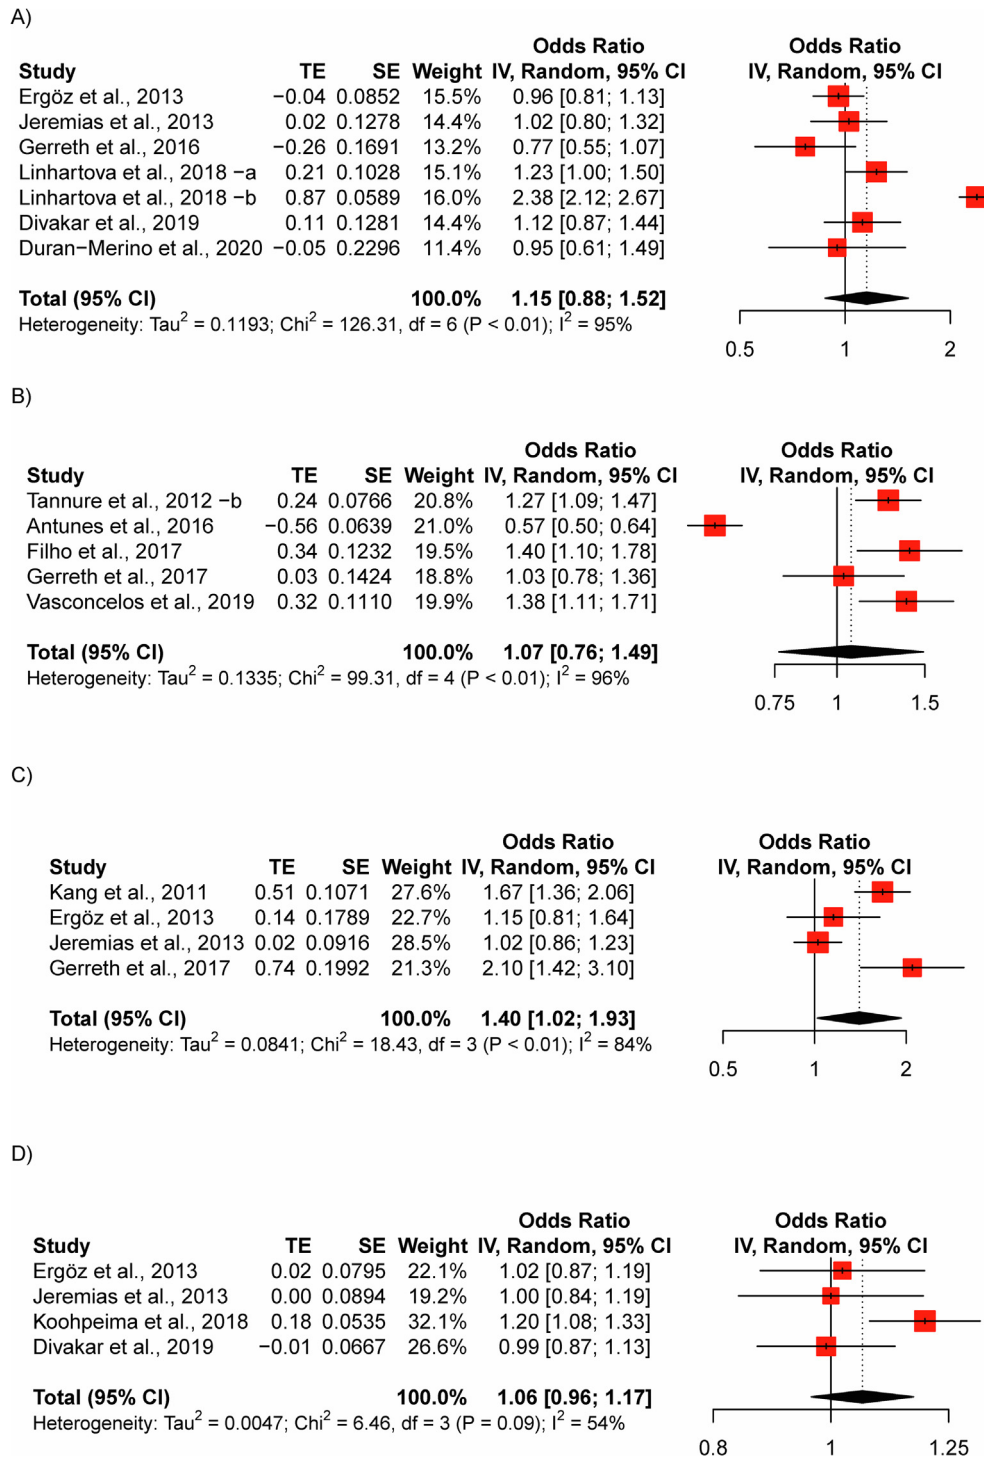 A)
Odds Ratio Odds Ratio
Study TE SE Weight IV, Random, 95% CI IV, Random, 95% CI
Ergöz et al., 2013 −0.04 0.0852 15.5% 0.96 [0.81; 1.13]
Jeremias et al., 2013 0.02 0.1278 14.4% 1.02 [0.80; 1.32]
Gerreth et al., 2016 −0.26 0.1691 13.2% 0.77 [0.55; 1.07]
Linhartova et al., 2018 −a 0.21 0.1028 15.1% 1.23 [1.00; 1.50]
Linhartova et al., 2018 −b 0.87 0.0589 16.0% 2.38 [2.12; 2.67]
Divakar et al., 2019 0.11 0.1281 14.4% 1.12 [0.87; 1.44]
Duran−Merino et al., 2020 −0.05 0.2296 11.4% 0.95 [0.61; 1.49]
Total (95% CI) 100.0% 1.15 [0.88; 1.52]
Heterogeneity: Tau² = 0.1193; Chi² = 126.31, df = 6 (P < 0.01); I² = 95%
0.5 1 2
B)
Odds Ratio Odds Ratio
Study TE SE Weight IV, Random, 95% CI IV, Random, 95% CI
Tannure et al., 2012 −b 0.24 0.0766 20.8% 1.27 [1.09; 1.47]
Antunes et al., 2016 −0.56 0.0639 21.0% 0.57 [0.50; 0.64]
Filho et al., 2017 0.34 0.1232 19.5% 1.40 [1.10; 1.78]
Gerreth et al., 2017 0.03 0.1424 18.8% 1.03 [0.78; 1.36]
Vasconcelos et al., 2019 0.32 0.1110 19.9% 1.38 [1.11; 1.71]
Total (95% CI) 100.0% 1.07 [0.76; 1.49]
Heterogeneity: Tau² = 0.1335; Chi² = 99.31, df = 4 (P < 0.01); I² = 96%
0.75 1 1.5
C)
Odds Ratio Odds Ratio
Study TE SE Weight IV, Random, 95% CI IV, Random, 95% CI
Kang et al., 2011 0.51 0.1071 27.6% 1.67 [1.36; 2.06]
Ergöz et al., 2013 0.14 0.1789 22.7% 1.15 [0.81; 1.64]
Jeremias et al., 2013 0.02 0.0916 28.5% 1.02 [0.86; 1.23]
Gerreth et al., 2017 0.74 0.1992 21.3% 2.10 [1.42; 3.10]
Total (95% CI) 100.0% 1.40 [1.02; 1.93]
Heterogeneity: Tau² = 0.0841; Chi² = 18.43, df = 3 (P < 0.01); I² = 84%
0.5 1 2
D)
Odds Ratio Odds Ratio
Study TE SE Weight IV, Random, 95% CI IV, Random, 95% CI
Ergöz et al., 2013 0.02 0.0795 22.1% 1.02 [0.87; 1.19]
Jeremias et al., 2013 0.00 0.0894 19.2% 1.00 [0.84; 1.19]
Koohpeima et al., 2018 0.18 0.0535 32.1% 1.20 [1.08; 1.33]
Divakar et al., 2019 −0.01 0.0667 26.6% 0.99 [0.87; 1.13]
Total (95% CI) 100.0% 1.06 [0.96; 1.17]
Heterogeneity: Tau² = 0.0047; Chi² = 6.46, df = 3 (P = 0.09); I² = 54%
0.8 1 1.25